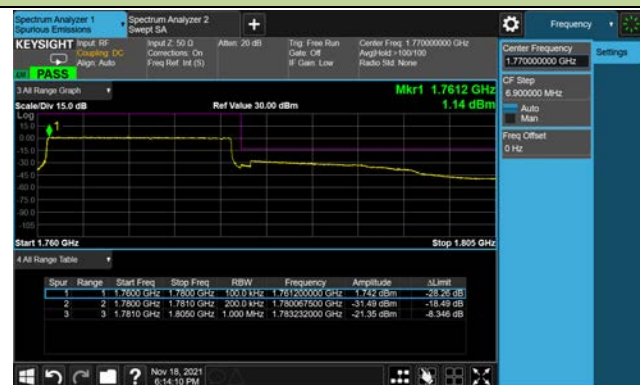 Spectrum Analyzer 1
Spurious Emissions
Spectrum Analyzer 2
Swept SA
+
Frequency
KEYSIGHT
Input: RF
Coupling: DC
Align: Auto
Input Z: 50 Ω
Corrections: On
Freq Ref: Int (S)
Atten: 20 dB
Trig: Free Run
Gate: Off
IF Gain: Low
Center Freq: 1.770000000 GHz
Avg|Hold:>100/100
Radio Std: None
PASS
Center Frequency
1.770000000 GHz
Settings
CF Step
6.900000 MHz
Auto
Man
Freq Offset
0 Hz
3 All Range Graph
Mkr1 1.7612 GHz
Scale/Div 15.0 dB
Ref Value 30.00 dBm
1.14 dBm
Log
15.0
0.00
-15.0
-30.0
-45.0
-60.0
-75.0
-90.0
-105
1
Start 1.760 GHz
Stop 1.805 GHz
4 All Range Table
Spur Range Start Freq Stop Freq RBW Frequency Amplitude ΔLimit
1 1 1.7600 GHz 1.7800 GHz 100.0 kHz 1.761200000 GHz 1.742 dBm -28.26 dB
2 2 1.7800 GHz 1.7810 GHz 200.0 kHz 1.780067500 GHz -31.49 dBm -18.49 dB
3 3 1.7810 GHz 1.8050 GHz 1.000 MHz 1.783232000 GHz -21.35 dBm -8.346 dB
?
Nov 18, 2021
6:14:10 PM